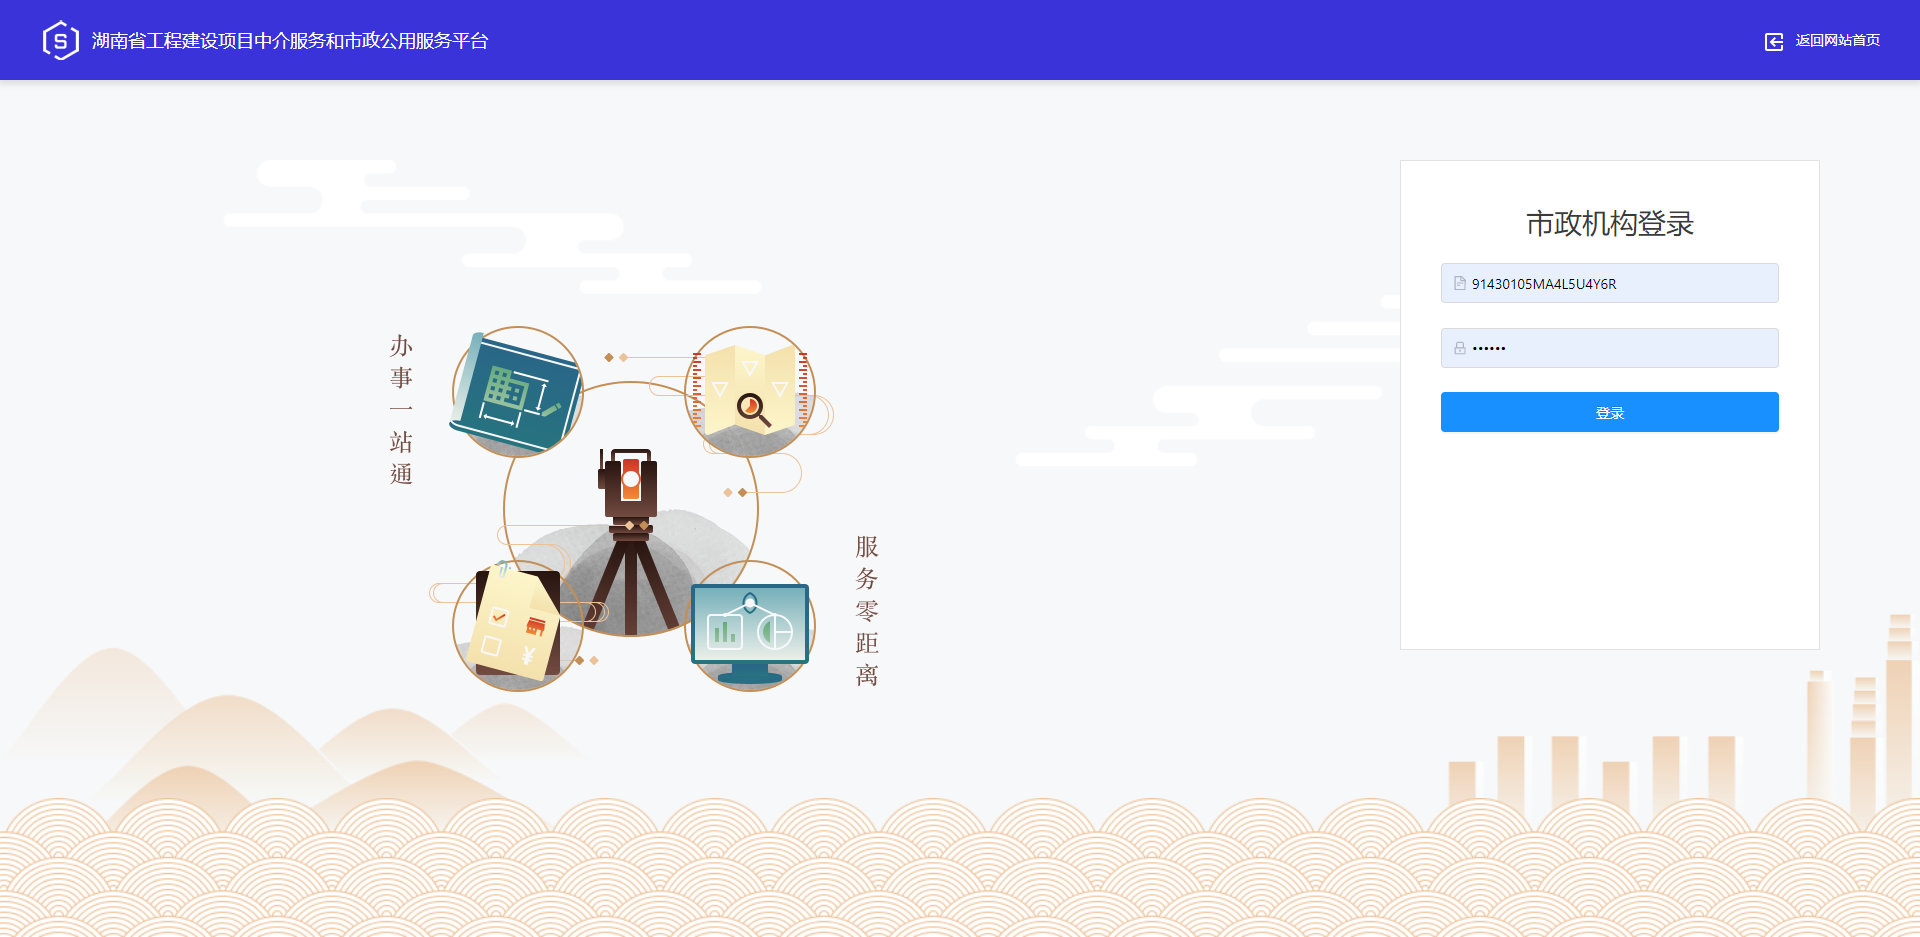 湖南省工程建设项目中介服务和市政公用服务平台
返回网站首页
办事一站通
服务零距离
市政机构登录
91430105MA4L5U4Y6R
••••••
登录